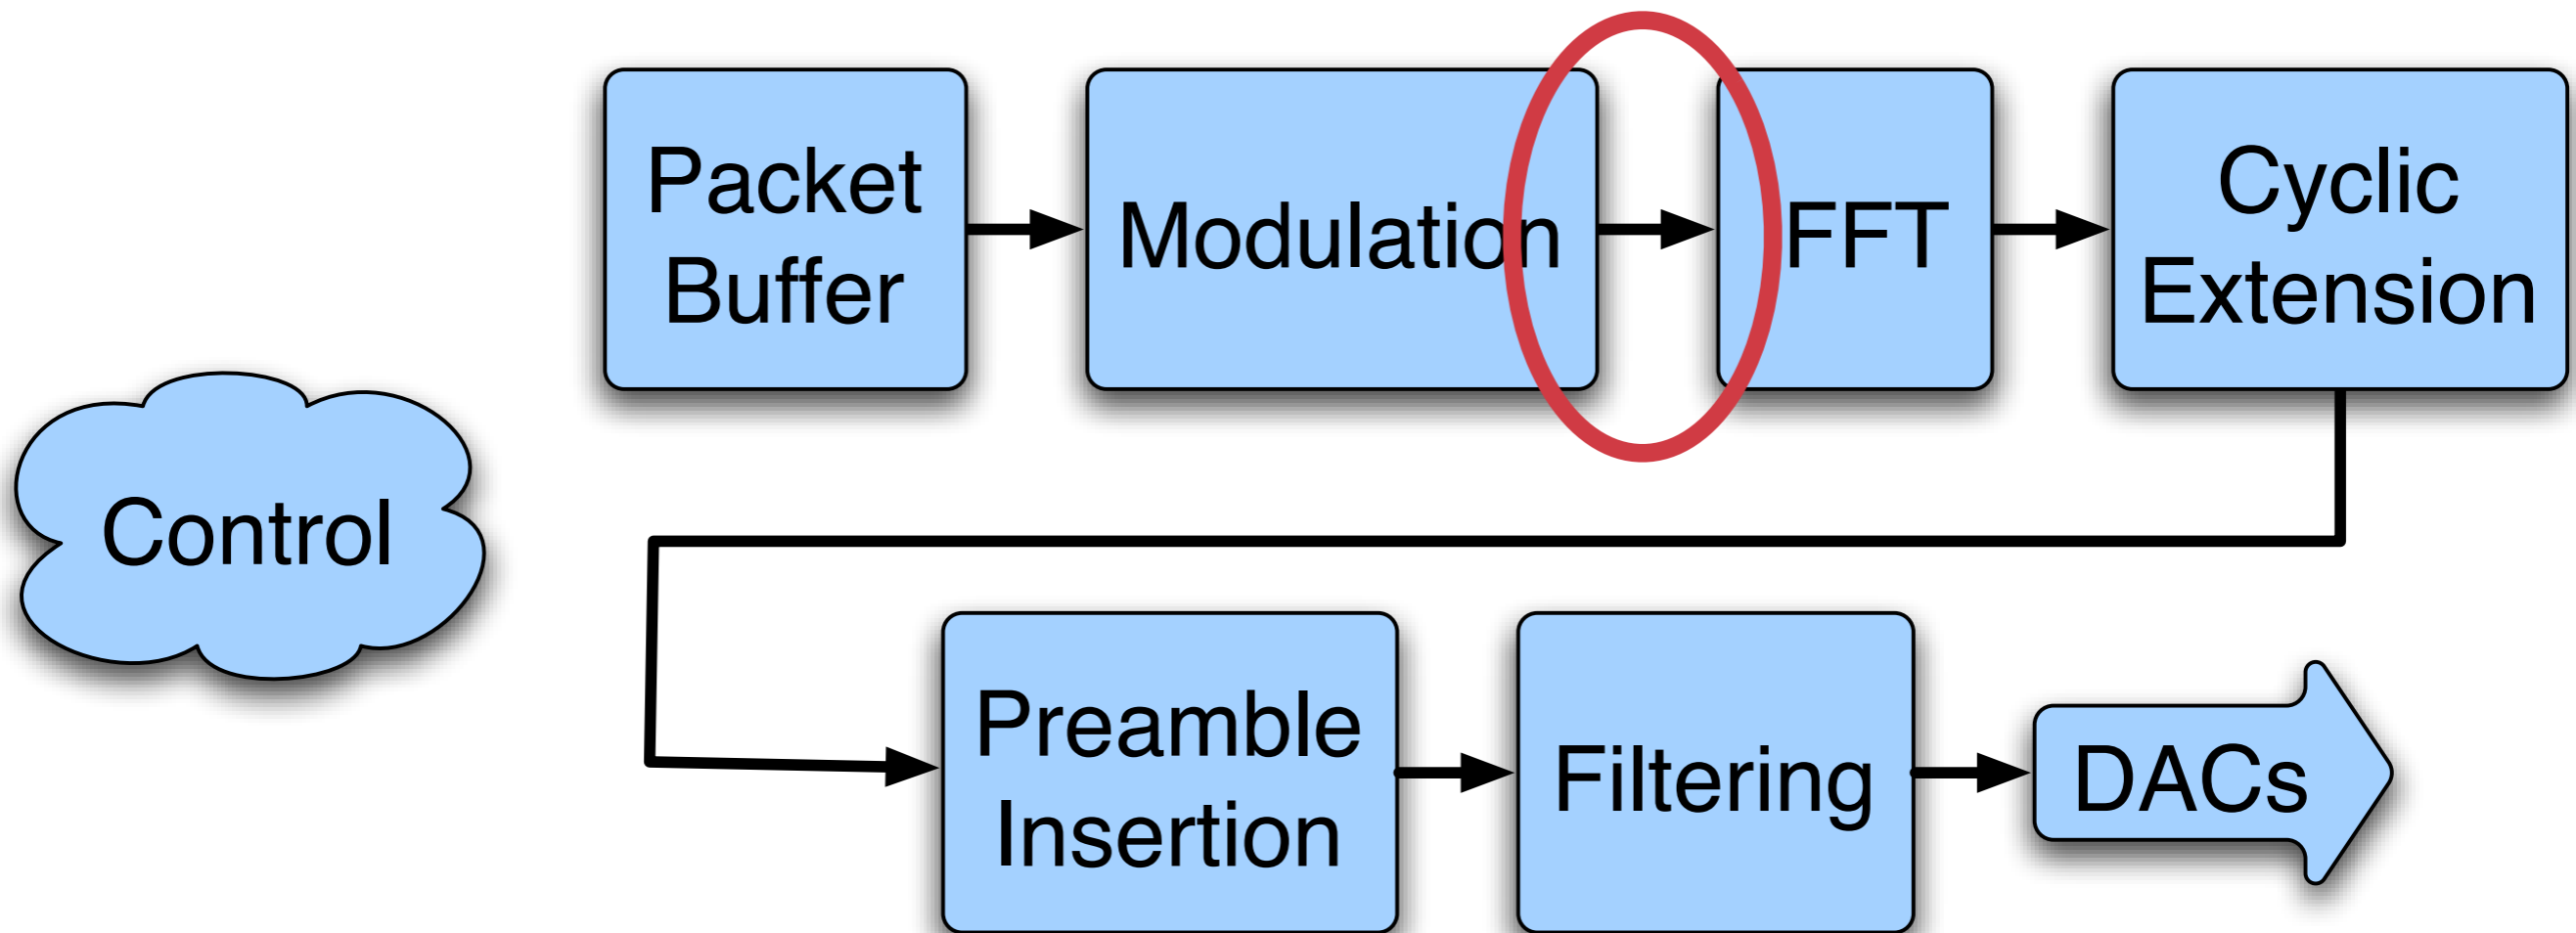 Packet
Buffer
Modulation
FFT
Cyclic
Extension
Control
Preamble
Insertion
Filtering
DACs